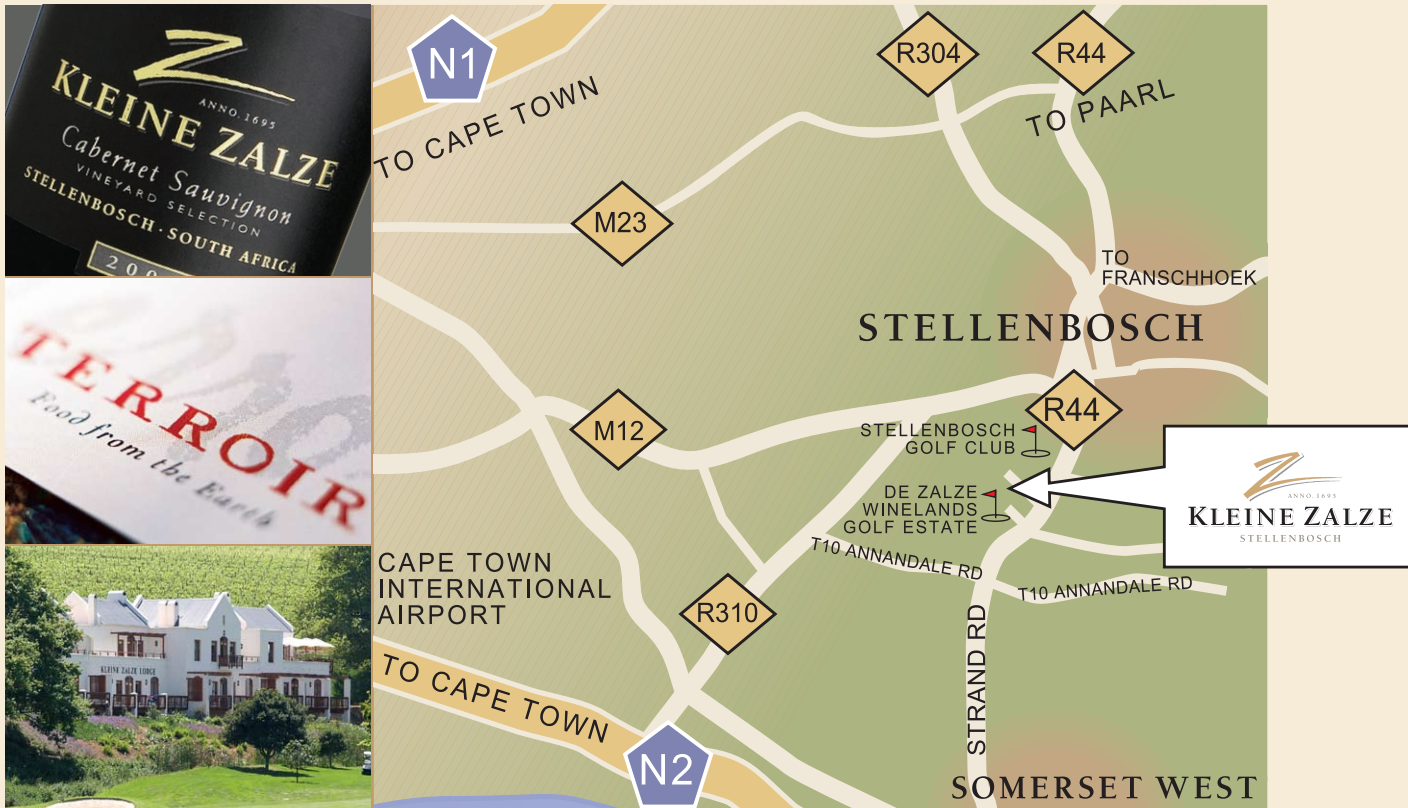 Z
ANNO.1695
KLEINE ZALZE
Cabernet Sauvignon
VINEYARD SELECTION
STELLENBOSCH · SOUTH AFRICA
TERROIR
Food from the Earth
KLEINE ZALZE LODGE
N1
TO CAPE TOWN
R304
R44
TO PAARL
M23
TO
FRANSCHHOEK
STELLENBOSCH
M12
R44
STELLENBOSCH
GOLF CLUB
DE ZALZE
WINELANDS
GOLF ESTATE
Z
ANNO.1695
KLEINE ZALZE
STELLENBOSCH
T10 ANNANDALE RD
T10 ANNANDALE RD
CAPE TOWN
INTERNATIONAL
AIRPORT
R310
STRAND RD
TO CAPE TOWN
N2
SOMERSET WEST